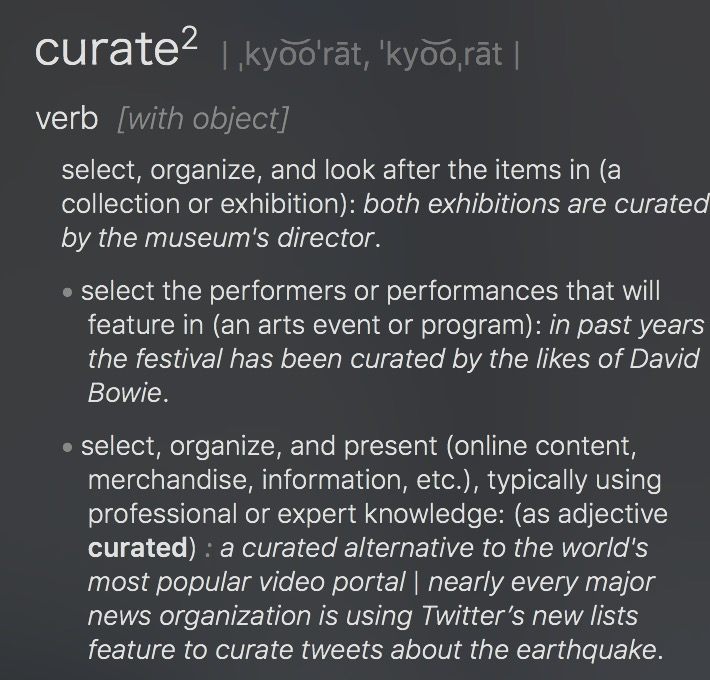 curate² | ˌkyo͝oˈrāt, ˈkyo͝oˌrāt |
verb [with object]
select, organize, and look after the items in (a
collection or exhibition): both exhibitions are curated
by the museum's director.
• select the performers or performances that will
feature in (an arts event or program): in past years
the festival has been curated by the likes of David
Bowie.
• select, organize, and present (online content,
merchandise, information, etc.), typically using
professional or expert knowledge: (as adjective
curated) : a curated alternative to the world's
most popular video portal | nearly every major
news organization is using Twitter’s new lists
feature to curate tweets about the earthquake.